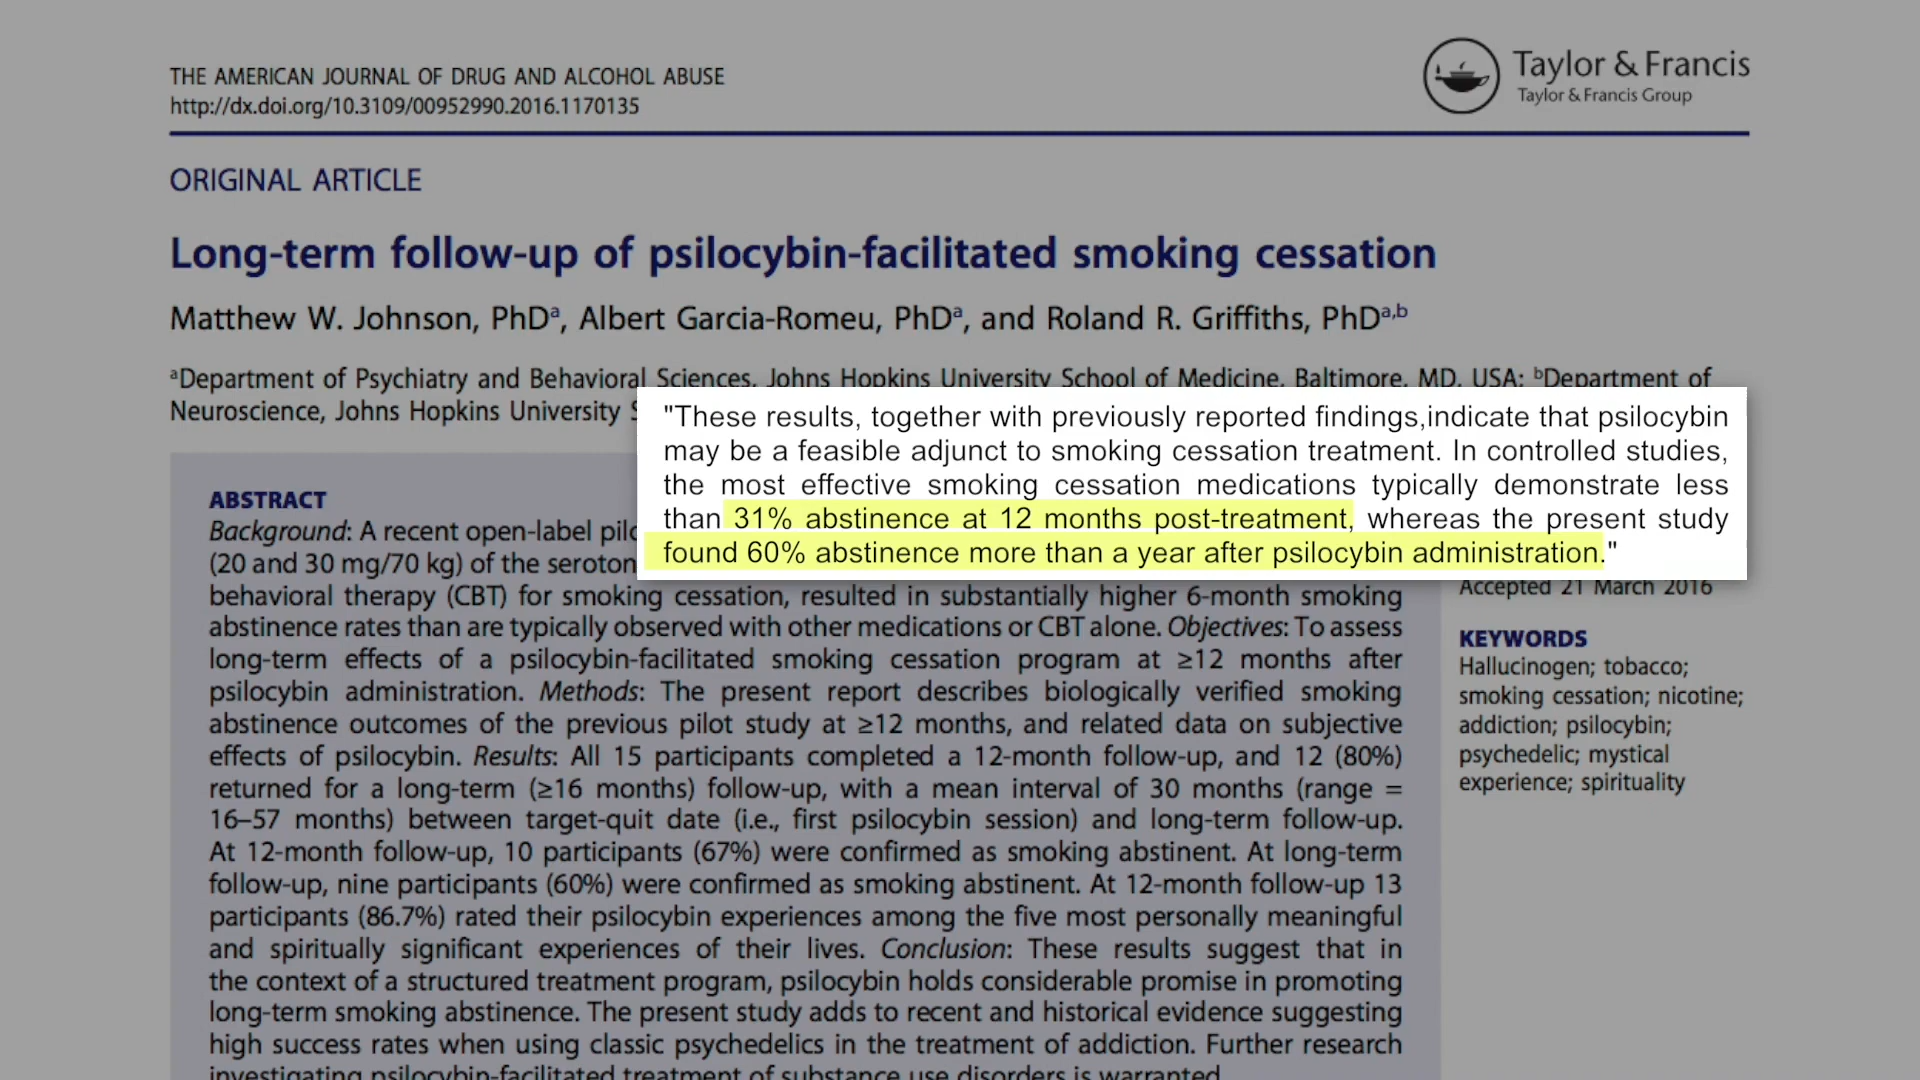 THE AMERICAN JOURNAL OF DRUG AND ALCOHOL ABUSE
http://dx.doi.org/10.3109/00952990.2016.1170135
Taylor & Francis
Taylor & Francis Group
ORIGINAL ARTICLE
Long-term follow-up of psilocybin-facilitated smoking cessation
Matthew W. Johnson, PhDa, Albert Garcia-Romeu, PhDa, and Roland R. Griffiths, PhDa,b
aDepartment of Psychiatry and Behavioral Sciences, Johns Hopkins University School of Medicine, Baltimore, MD, USA; bDepartment of
Neuroscience, Johns Hopkins University
"These results, together with previously reported findings,indicate that psilocybin
may be a feasible adjunct to smoking cessation treatment. In controlled studies,
the most effective smoking cessation medications typically demonstrate less
than 31% abstinence at 12 months post-treatment, whereas the present study
found 60% abstinence more than a year after psilocybin administration."
ABSTRACT
Background: A recent open-label
(20 and 30 mg/70 kg) of the
behavioral therapy (CBT) for smoking cessation, resulted in substantially higher 6-month smoking
abstinence rates than are typically observed with other medications or CBT alone. Objectives: To assess
long-term effects of a psilocybin-facilitated smoking cessation program at ≥12 months after
psilocybin administration. Methods: The present report describes biologically verified smoking
abstinence outcomes of the previous pilot study at ≥12 months, and related data on subjective
effects of psilocybin. Results: All 15 participants completed a 12-month follow-up, and 12 (80%)
returned for a long-term (≥16 months) follow-up, with a mean interval of 30 months (range =
16–57 months) between target-quit date (i.e., first psilocybin session) and long-term follow-up.
At 12-month follow-up, 10 participants (67%) were confirmed as smoking abstinent. At long-term
follow-up, nine participants (60%) were confirmed as smoking abstinent. At 12-month follow-up 13
participants (86.7%) rated their psilocybin experiences among the five most personally meaningful
and spiritually significant experiences of their lives. Conclusion: These results suggest that in
the context of a structured treatment program, psilocybin holds considerable promise in promoting
long-term smoking abstinence. The present study adds to recent and historical evidence suggesting
high success rates when using classic psychedelics in the treatment of addiction. Further research
investigating psilocybin-facilitated treatment of substance use disorders is warranted.
Accepted 21 March 2016
KEYWORDS
Hallucinogen; tobacco;
smoking cessation; nicotine;
addiction; psilocybin;
psychedelic; mystical
experience; spirituality